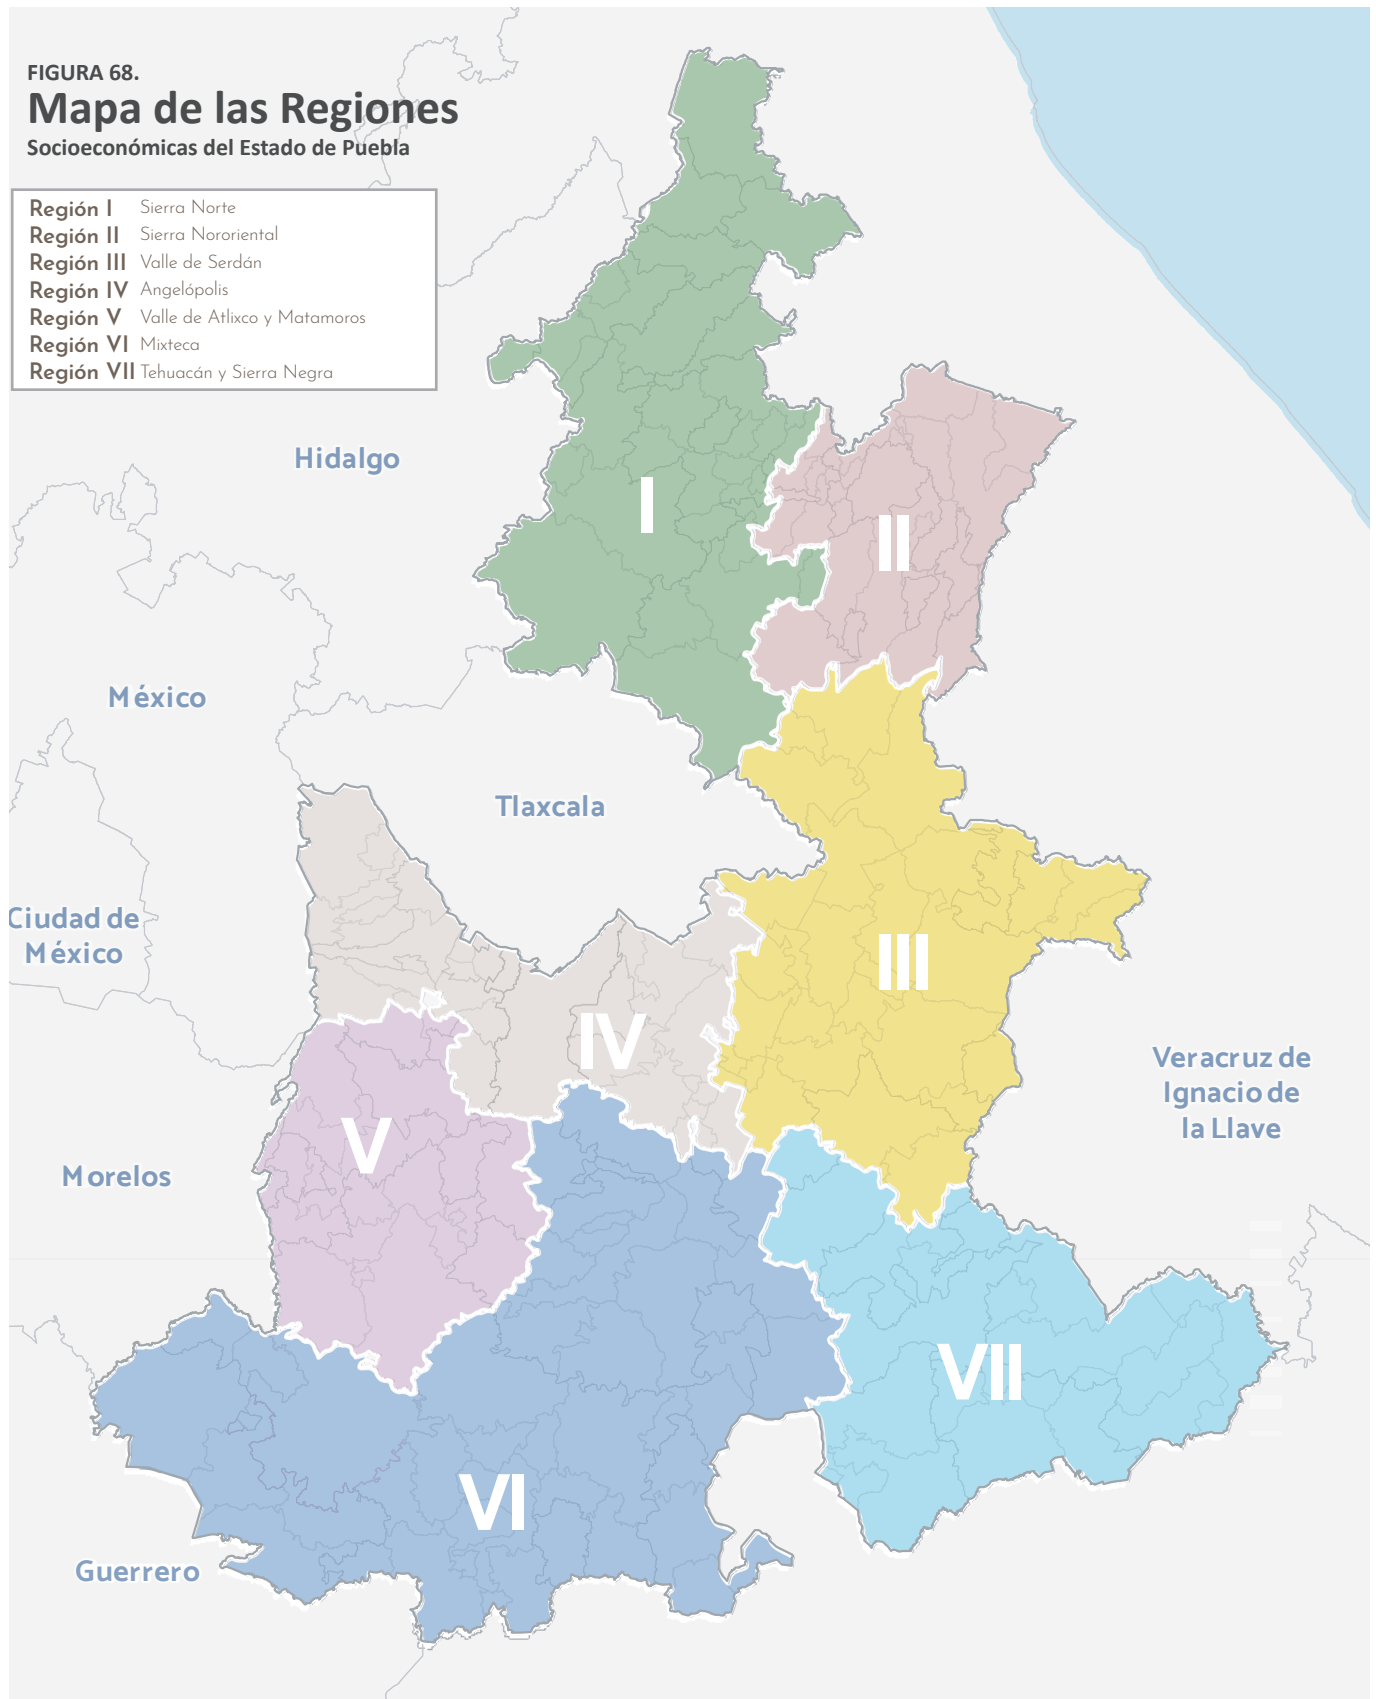 FIGURA 68.
Mapa de las Regiones
Socioeconómicas del Estado de Puebla
Región I Sierra Norte
Región II Sierra Nororiental
Región III Valle de Serdán
Región IV Angelópolis
Región V Valle de Atlixco y Matamoros
Región VI Mixteca
Región VII Tehuacán y Sierra Negra
Hidalgo
I
II
México
Tlaxcala
Ciudad de
México
III
IV
Veracruz de
Ignacio de
la Llave
V
Morelos
VII
VI
Guerrero